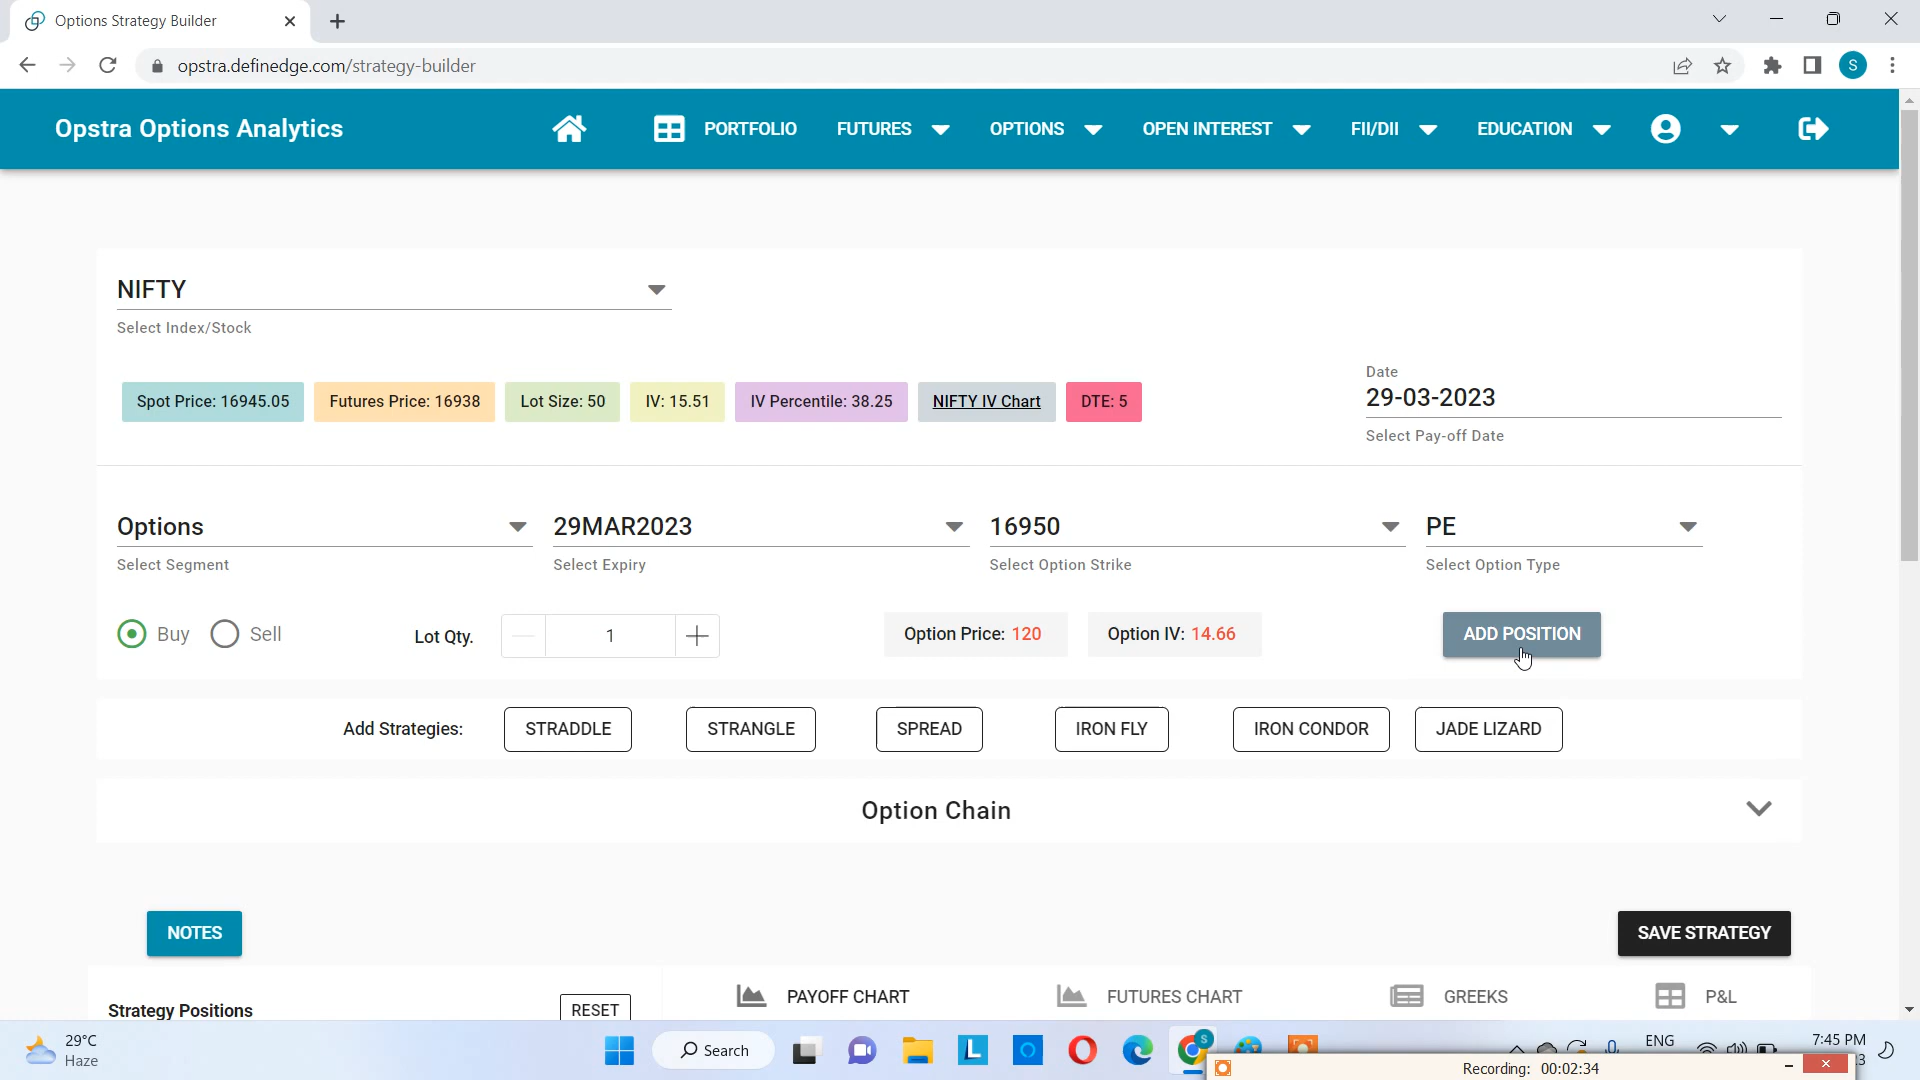 Options Strategy Builder
opstra.definedge.com/strategy-builder
S
Opstra Options Analytics
PORTFOLIO
FUTURES
OPTIONS
OPEN INTEREST
FII/DII
EDUCATION
NIFTY
Select Index/Stock
Spot Price: 16945.05
Futures Price: 16938
Lot Size: 50
IV: 15.51
IV Percentile: 38.25
NIFTY IV Chart
DTE: 5
Date
29-03-2023
Select Pay-off Date
Options
Select Segment
29MAR2023
Select Expiry
16950
Select Option Strike
PE
Select Option Type
Buy
Sell
Lot Qty.
1
Option Price: 120
Option IV: 14.66
ADD POSITION
Add Strategies:
STRADDLE
STRANGLE
SPREAD
IRON FLY
IRON CONDOR
JADE LIZARD
Option Chain
NOTES
SAVE STRATEGY
Strategy Positions
RESET
PAYOFF CHART
FUTURES CHART
GREEKS
P&L
29°C
Haze
Search
L
S
ENG
7:45 PM
Recording: 00:02:34